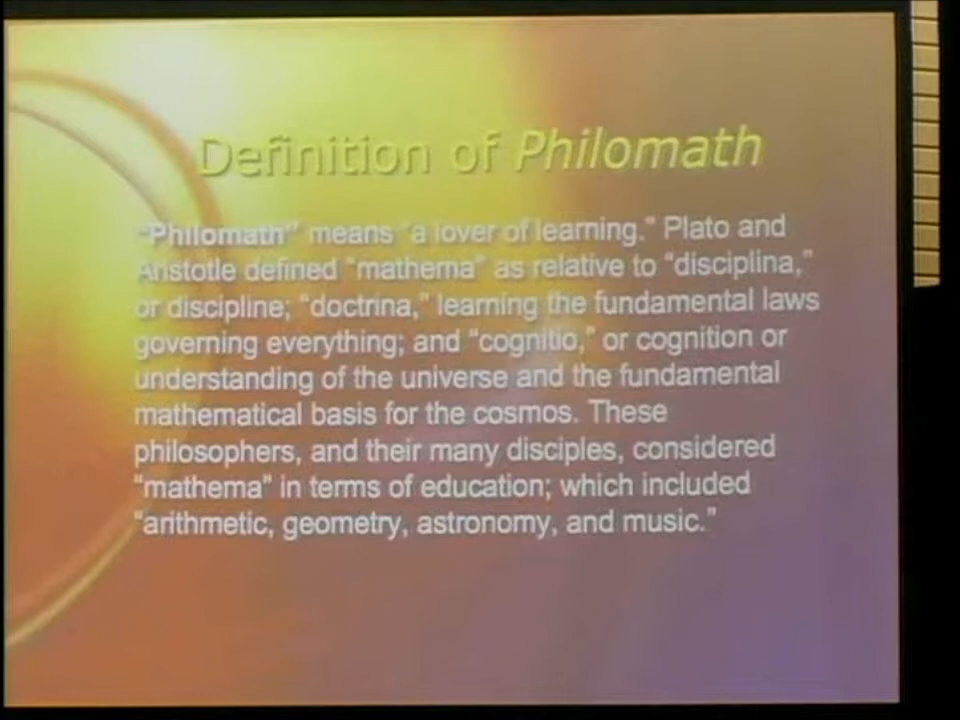 Definition of Philomath
"Philomath" means "a lover of learning." Plato and
Aristotle defined "mathema" as relative to "disciplina,"
or discipline; "doctrina," learning the fundamental laws
governing everything; and "cognitio," or cognition or
understanding of the universe and the fundamental
mathematical basis for the cosmos. These
philosophers, and their many disciples, considered
"mathema" in terms of education; which included
"arithmetic, geometry, astronomy, and music."